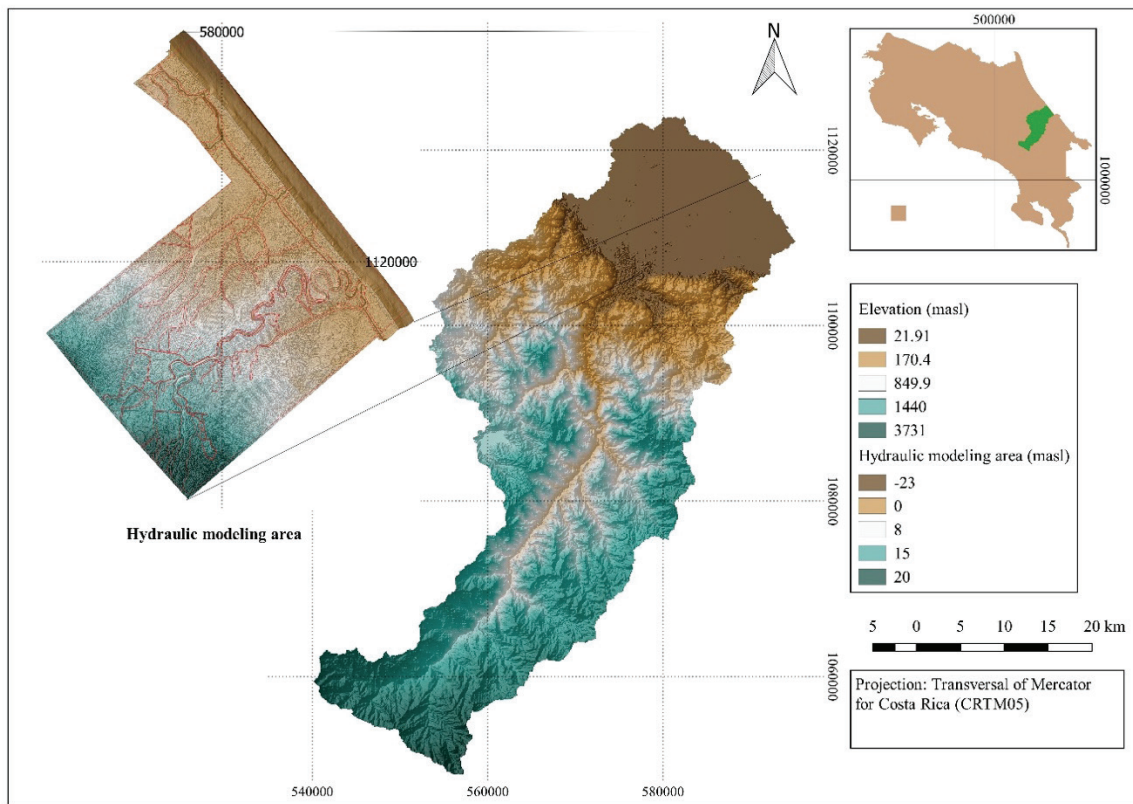 580000
N
500000
1000000
1120000
1120000
1100000
1080000
1060000
Hydraulic modeling area
Elevation (masl)
21.91
170.4
849.9
1440
3731
Hydraulic modeling area (masl)
-23
0
8
15
20
5 0 5 10 15 20 km
Projection: Transversal of Mercator
for Costa Rica (CRTM05)
540000 560000 580000